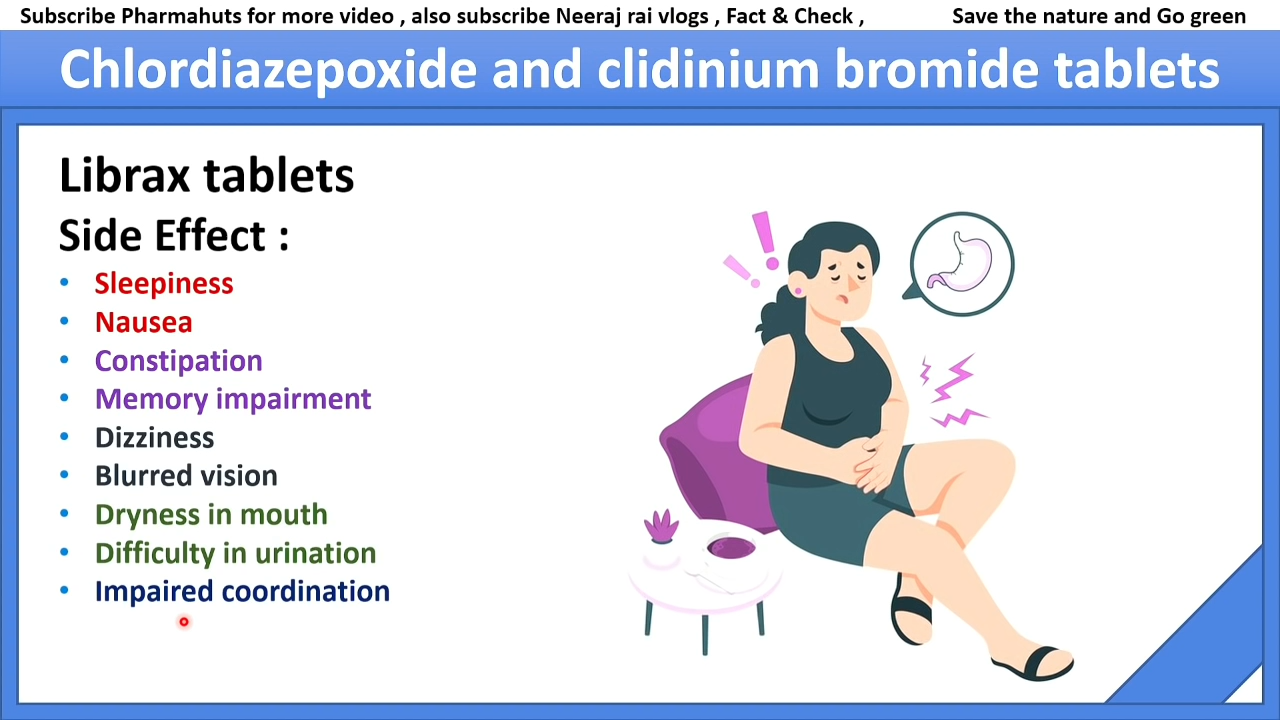 Subscribe Pharmahuts for more video , also subscribe Neeraj rai vlogs , Fact & Check , Save the nature and Go green
Chlordiazepoxide and clidinium bromide tablets
Librax tablets
Side Effect :
• Sleepiness
• Nausea
• Constipation
• Memory impairment
• Dizziness
• Blurred vision
• Dryness in mouth
• Difficulty in urination
• Impaired coordination